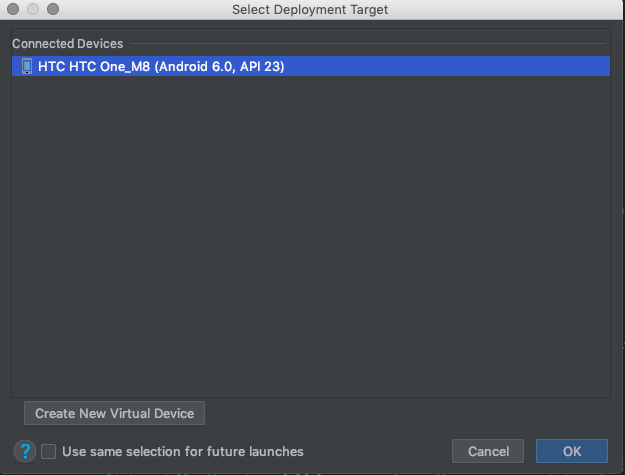 Select Deployment Target
Connected Devices
HTC HTC One_M8 (Android 6.0, API 23)
Create New Virtual Device
? Use same selection for future launches
Cancel
OK